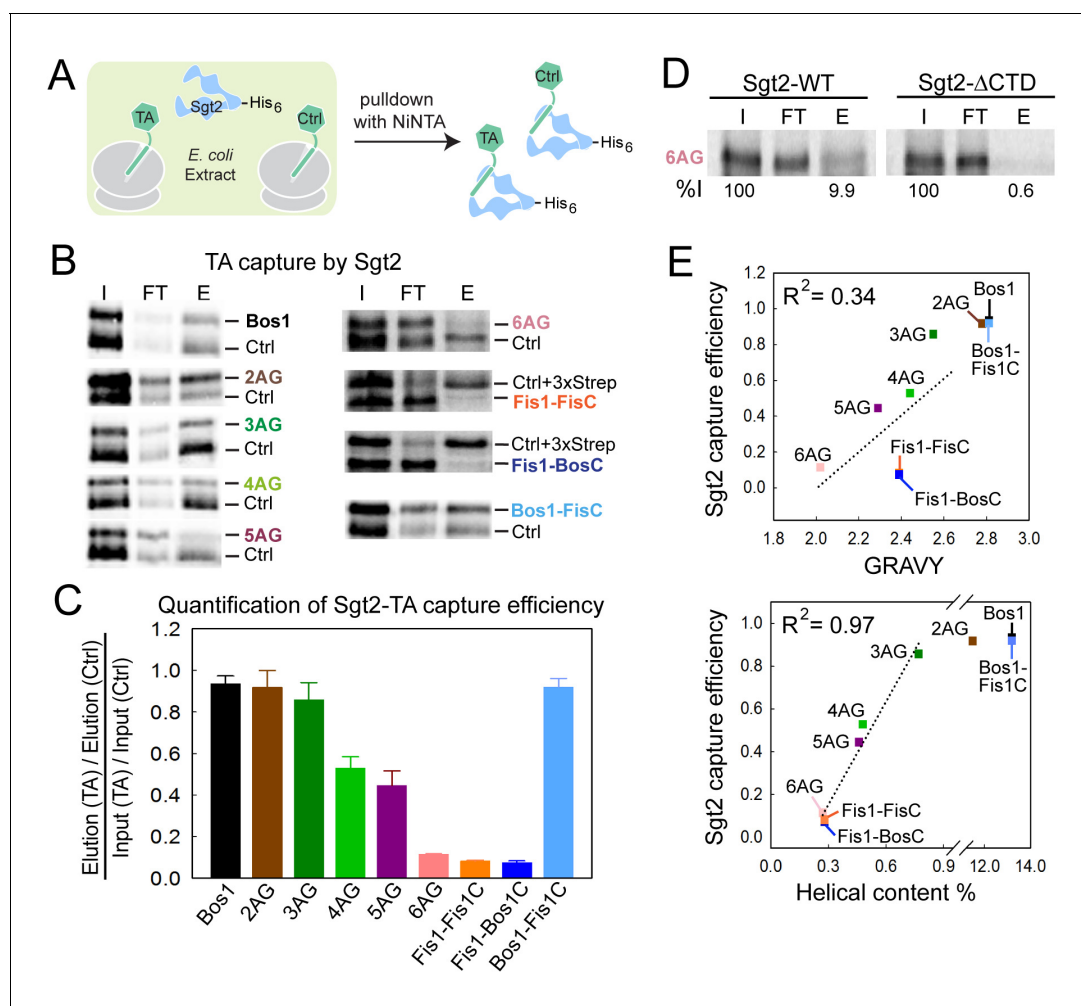 A
TA
Sgt2
His6
Ctrl
E. coli
Extract
pulldown
with NiNTA
Ctrl
TA
His6
His6
B
TA capture by Sgt2
I FT E
Bos1
Ctrl
2AG
Ctrl
3AG
Ctrl
4AG
Ctrl
5AG
Ctrl
I FT E
6AG
Ctrl
Ctrl+3xStrep
Fis1-FisC
Ctrl+3xStrep
Fis1-BosC
Bos1-FisC
Ctrl
C
Quantification of Sgt2-TA capture efficiency
Elution (TA) / Elution (Ctrl)
Input (TA) / Input (Ctrl)
1.0
0.8
0.6
0.4
0.2
0.0
Bos1
2AG
3AG
4AG
5AG
6AG
Fis1-Fis1C
Fis1-Bos1C
Bos1-Fis1C
D
Sgt2-WT
Sgt2-ΔCTD
I FT E
I FT E
6AG
%I 100 9.9 100 0.6
E
R2= 0.34
Sgt2 capture efficiency
1.2
1.0
0.8
0.6
0.4
0.2
0.0
2AG
Bos1
Bos1-
Fis1C
3AG
4AG
5AG
6AG
Fis1-FisC
Fis1-BosC
1.8 2.0 2.2 2.4 2.6 2.8 3.0
GRAVY
R2= 0.97
Sgt2 capture efficiency
1.0
0.8
0.6
0.4
0.2
0.0
2AG
Bos1
Bos1-
Fis1C
3AG
4AG
5AG
6AG
Fis1-FisC
Fis1-BosC
0.0 0.3 0.6 0.9 12.0 14.0
Helical content %